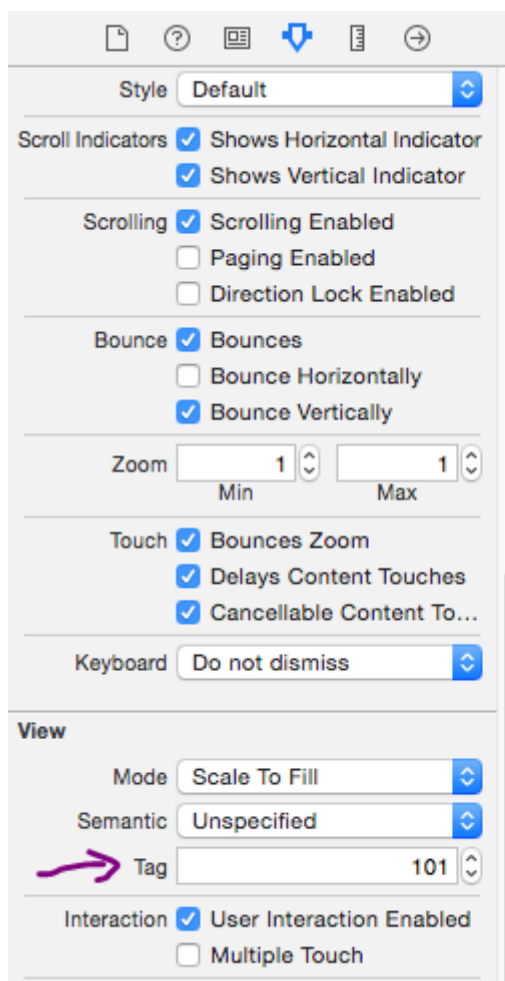 Style Default
Scroll Indicators Shows Horizontal Indicator
Shows Vertical Indicator
Scrolling Scrolling Enabled
Paging Enabled
Direction Lock Enabled
Bounce Bounces
Bounce Horizontally
Bounce Vertically
Zoom 1 1
Min Max
Touch Bounces Zoom
Delays Content Touches
Cancellable Content To...
Keyboard Do not dismiss
View
Mode Scale To Fill
Semantic Unspecified
Tag 101
Interaction User Interaction Enabled
Multiple Touch